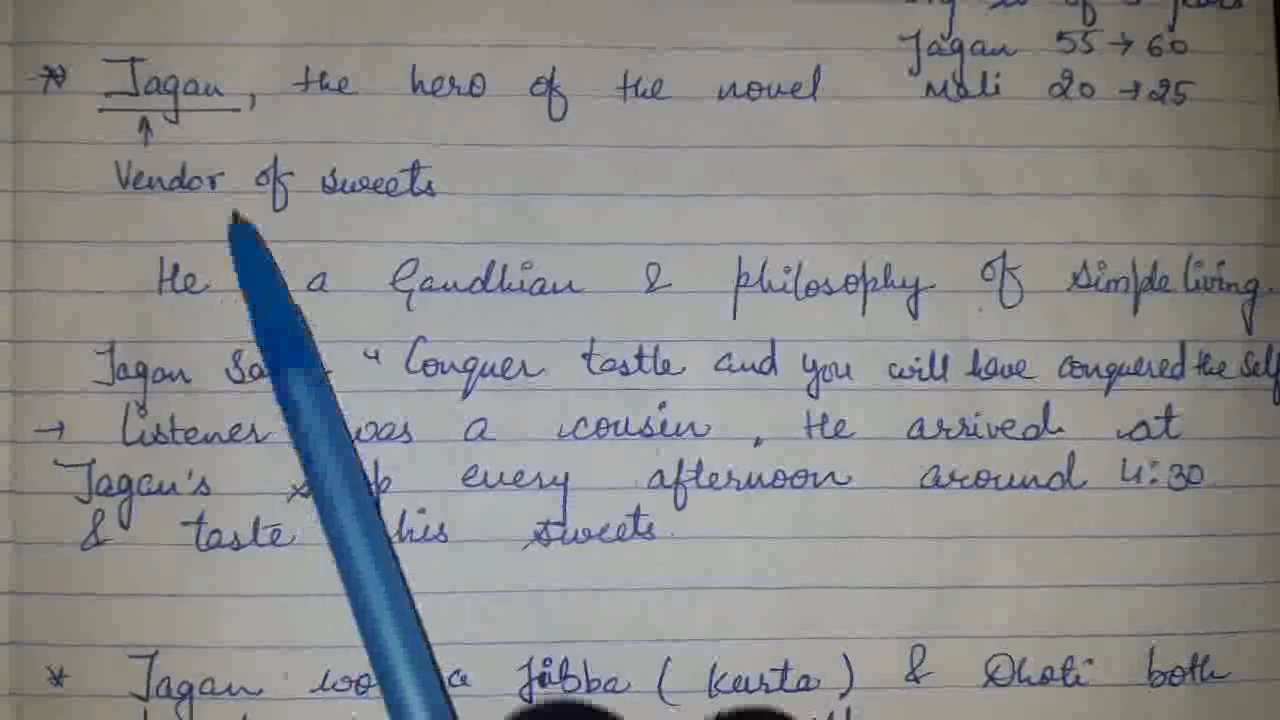 Jagan 55 → 60
* Jagan, the hero of the novel
Mali 20 → 25
↑
Vendor of sweets
He a Gandhian & philosophy of simple living.
Jagan "Conquer tastle and you will have conquered the Self
→ listener was a cousin. He arrived at
Jagan's every afternoon around 4:30
& taste his sweets.
* Jagan a Jibba (Kurta) & Dhoti both